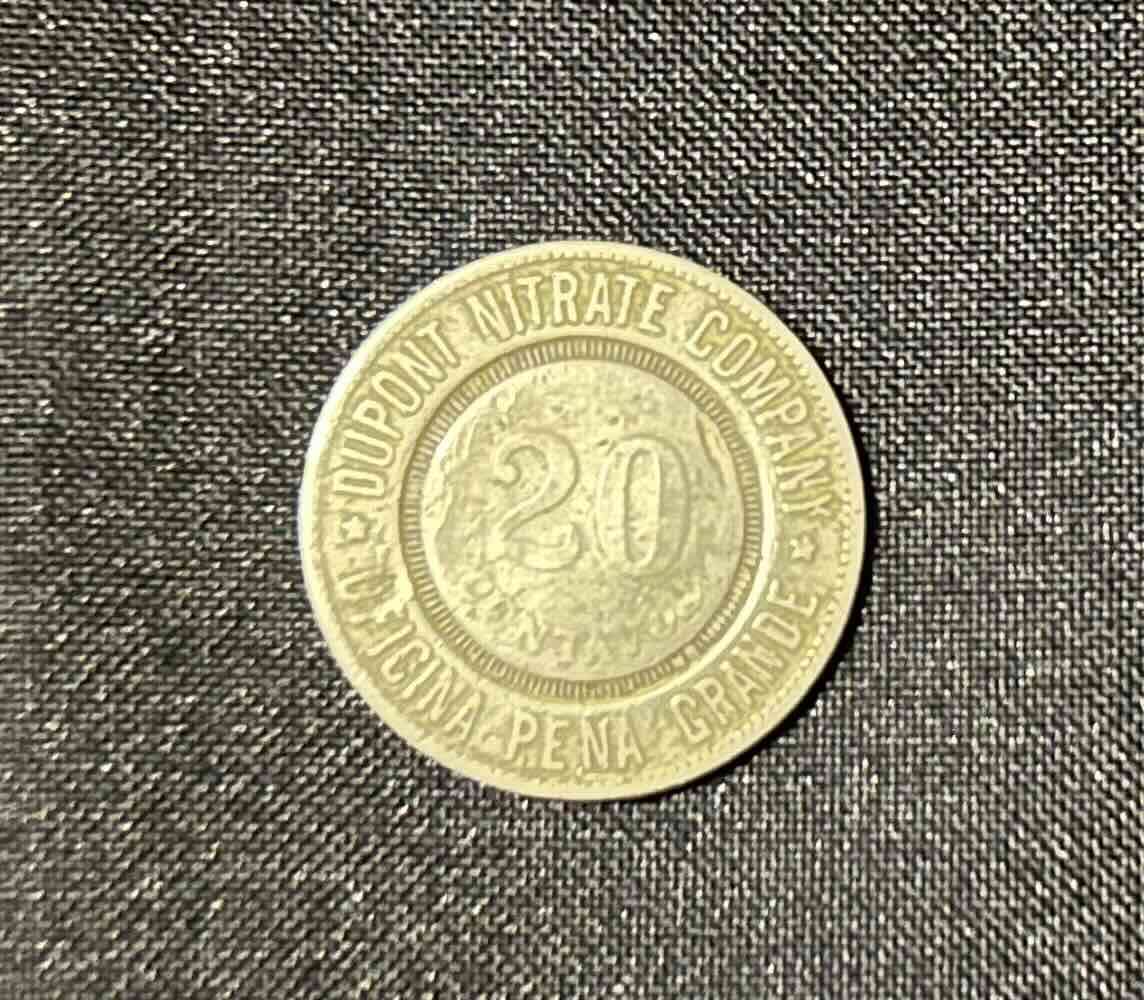 DUPONT NITRATE COMPANY
20
CENTAVOS
OFICINA PENA GRANDE